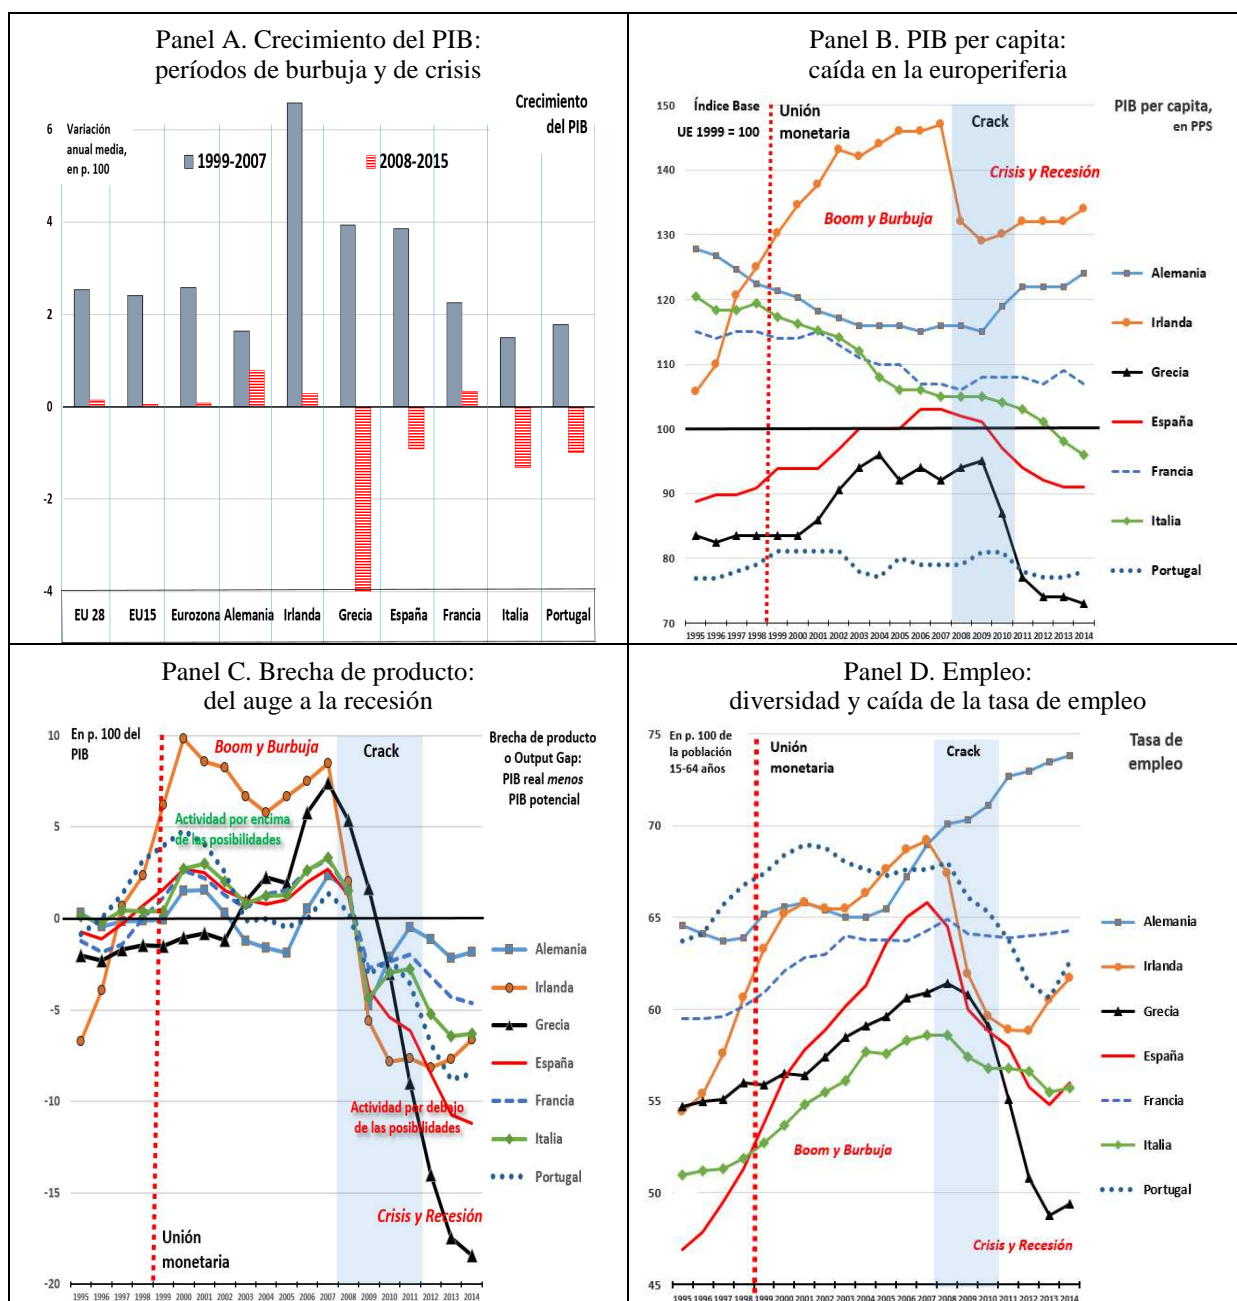 Panel A. Crecimiento del PIB:
períodos de burbuja y de crisis
Crecimiento
del PIB
Variación
anual media,
en p. 100
1999-2007
2008-2015
6
4
2
0
-2
-4
EU 28 EU15 Eurozona Alemania Irlanda Grecia España Francia Italia Portugal
Panel B. PIB per capita:
caída en la europeriferia
Índice Base
UE 1999 = 100
Unión
monetaria
Crack
PIB per capita,
en PPS
Crisis y Recesión
Boom y Burbuja
150
140
130
120
110
100
90
80
70
Alemania
Irlanda
Grecia
España
Francia
Italia
Portugal
1995 1996 1997 1998 1999 2000 2001 2002 2003 2004 2005 2006 2007 2008 2009 2010 2011 2012 2013 2014
Panel C. Brecha de producto:
del auge a la recesión
En p. 100 del
PIB
Boom y Burbuja
Crack
Brecha de producto
o Output Gap:
PIB real menos
PIB potencial
Actividad por encima
de las posibilidades
Actividad por debajo
de las posibilidades
Crisis y Recesión
Unión
monetaria
10
5
0
-5
-10
-15
-20
Alemania
Irlanda
Grecia
España
Francia
Italia
Portugal
1995 1996 1997 1998 1999 2000 2001 2002 2003 2004 2005 2006 2007 2008 2009 2010 2011 2012 2013 2014
Panel D. Empleo:
diversidad y caída de la tasa de empleo
En p. 100 de
la población
15-64 años
Unión
monetaria
Crack
Tasa de
empleo
Boom y Burbuja
Crisis y Recesión
75
70
65
60
55
50
45
Alemania
Irlanda
Grecia
España
Francia
Italia
Portugal
1995 1996 1997 1998 1999 2000 2001 2002 2003 2004 2005 2006 2007 2008 2009 2010 2011 2012 2013 2014